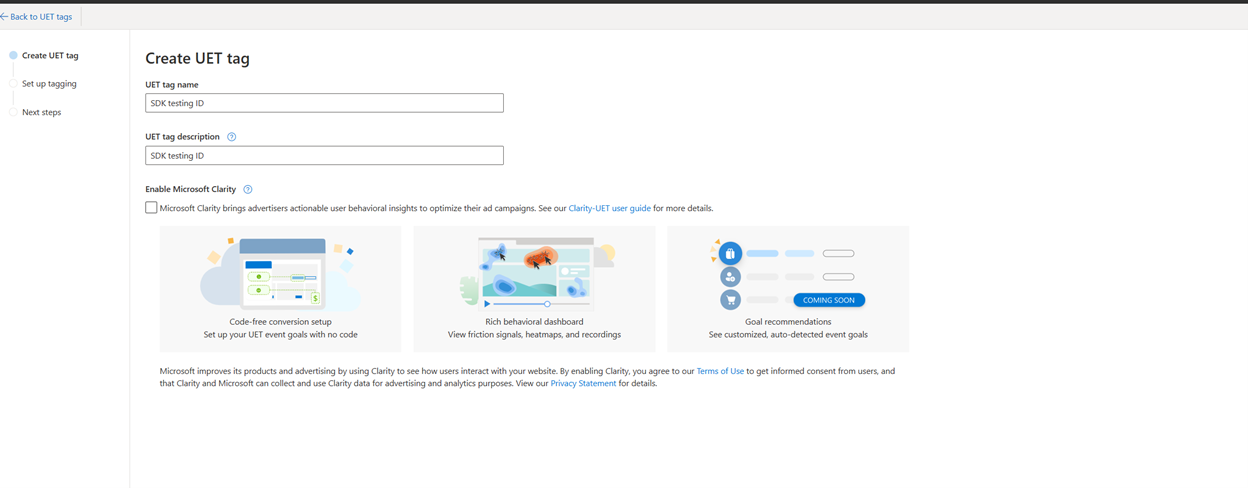 Back to UET tags
Create UET tag
Set up tagging
Next steps
Create UET tag
UET tag name
SDK testing ID
UET tag description ?
SDK testing ID
Enable Microsoft Clarity ?
Microsoft Clarity brings advertisers actionable user behavioral insights to optimize their ad campaigns. See our Clarity-UET user guide for more details.
$
Code-free conversion setup
Set up your UET event goals with no code
Rich behavioral dashboard
View friction signals, heatmaps, and recordings
COMING SOON
Goal recommendations
See customized, auto-detected event goals
Microsoft improves its products and advertising by using Clarity to see how users interact with your website. By enabling Clarity, you agree to our Terms of Use to get informed consent from users, and
that Clarity and Microsoft can collect and use Clarity data for advertising and analytics purposes. View our Privacy Statement for details.